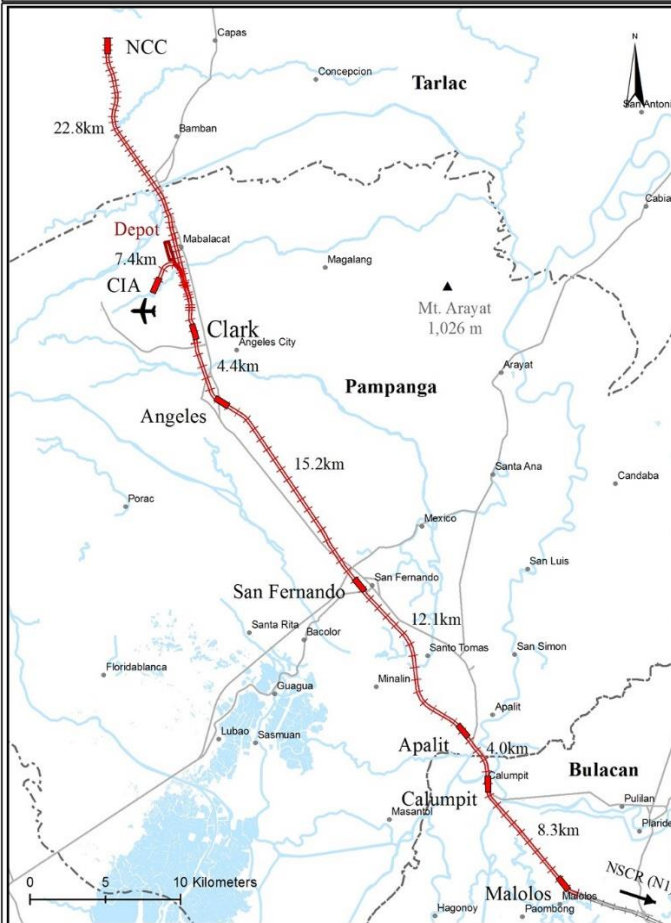 NCC
Capas
N
Concepcion
Tarlac
San Antoni
22.8km
Bamban
Cabia
Depot
Mabalacat
7.4km
Magalang
CIA
Mt. Arayat
1,026 m
Clark
Angeles City
4.4km
Arayat
Pampanga
Angeles
15.2km
Santa Ana
Candaba
Porac
Mexico
San Luis
San Fernando
San Fernando
12.1km
Santa Rita
Bacolor
Santo Tomas
San Simon
Floridablanca
Minalin
Guagua
Apalit
Lubao
Sasmuan
Apalit
4.0km
Bulacan
Calumpit
Calumpit
Pulilan
Masantol
8.3km
Plaride
NSCR (N1)
Malolos
Malolos
0 5 10 Kilometers
Hagonoy
Paombong